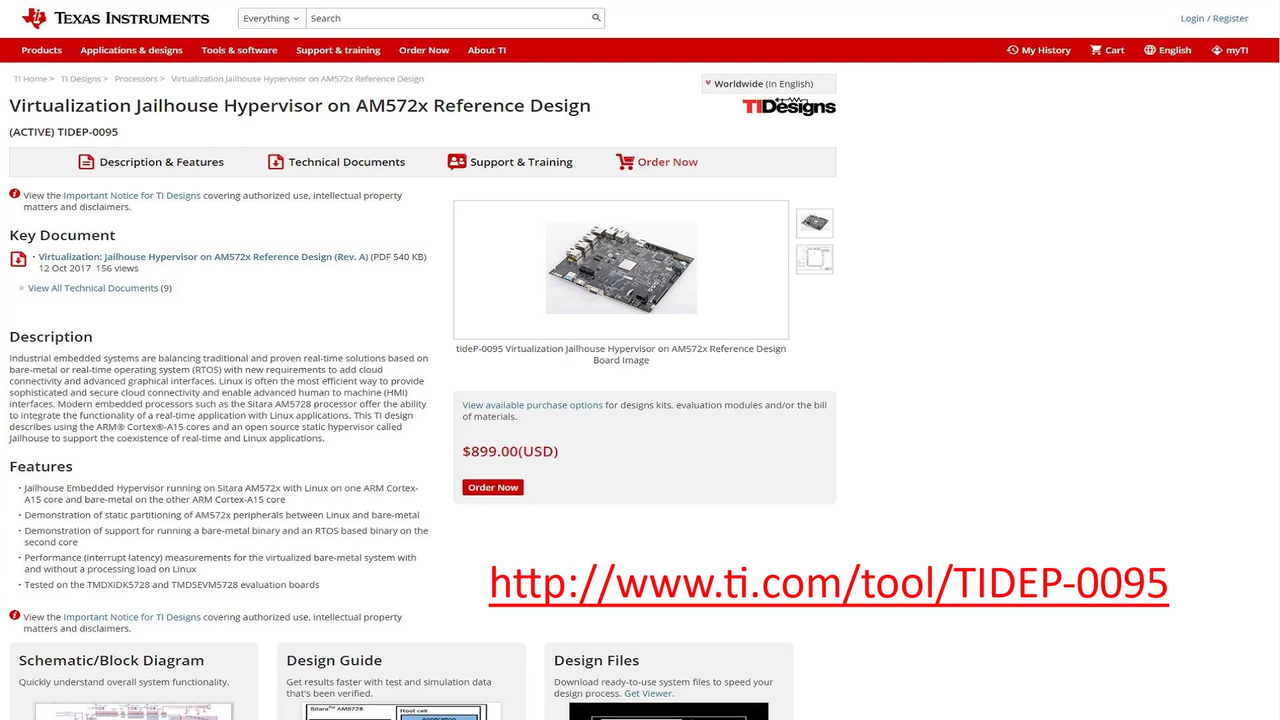 TEXAS INSTRUMENTS
Everything
Search
Login / Register
Products
Applications & designs
Tools & software
Support & training
Order Now
About TI
My History
Cart
English
myTI
TI Home > TI Designs > Processors > Virtualization Jailhouse Hypervisor on AM572x Reference Design
Worldwide (In English)
Virtualization Jailhouse Hypervisor on AM572x Reference Design
TIDesigns
(ACTIVE) TIDEP-0095
Description & Features
Technical Documents
Support & Training
Order Now
View the Important Notice for TI Designs covering authorized use, intellectual property
matters and disclaimers.
Key Document
· Virtualization: Jailhouse Hypervisor on AM572x Reference Design (Rev. A) (PDF 540 KB)
12 Oct 2017 156 views
» View All Technical Documents (9)
Description
Industrial embedded systems are balancing traditional and proven real-time solutions based on
bare-metal or real-time operating system (RTOS) with new requirements to add cloud
connectivity and advanced graphical interfaces. Linux is often the most efficient way to provide
sophisticated and secure cloud connectivity and enable advanced human to machine (HMI)
interfaces. Modern embedded processors such as the Sitara AM5728 processor offer the ability
to integrate the functionality of a real-time application with Linux applications. This TI design
describes using the ARM® Cortex®-A15 cores and an open source static hypervisor called
Jailhouse to support the coexistence of real-time and Linux applications.
Features
· Jailhouse Embedded Hypervisor running on Sitara AM572x with Linux on one ARM Cortex-
A15 core and bare-metal on the other ARM Cortex-A15 core
· Demonstration of static partitioning of AM572x peripherals between Linux and bare-metal
· Demonstration of support for running a bare-metal binary and an RTOS based binary on the
second core
· Performance (interrupt latency) measurements for the virtualized bare-metal system with
and without a processing load on Linux
· Tested on the TMDXIDK5728 and TMDSEVM5728 evaluation boards
View the Important Notice for TI Designs covering authorized use, intellectual property
matters and disclaimers.
tideP-0095 Virtualization Jailhouse Hypervisor on AM572x Reference Design
Board Image
View available purchase options for designs kits, evaluation modules and/or the bill
of materials.
$899.00(USD)
Order Now
http://www.ti.com/tool/TIDEP-0095
Schematic/Block Diagram
Quickly understand overall system functionality.
Design Guide
Get results faster with test and simulation data
that's been verified.
Sitara™ AM5728
Root cell
Application
Design Files
Download ready-to-use system files to speed your
design process. Get Viewer.